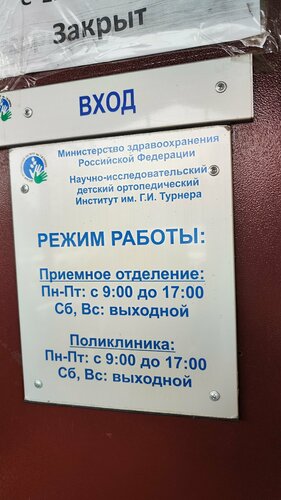 Закрыт
ВХОД
Министерство здравоохранения
Российской Федерации
Научно-исследовательский
детский ортопедический
Институт им. Г.И. Турнера
РЕЖИМ РАБОТЫ:
Приемное отделение:
Пн-Пт: с 9:00 до 17:00
Сб, Вс: выходной
Поликлиника:
Пн-Пт: с 9:00 до 17:00
Сб, Вс: выходной